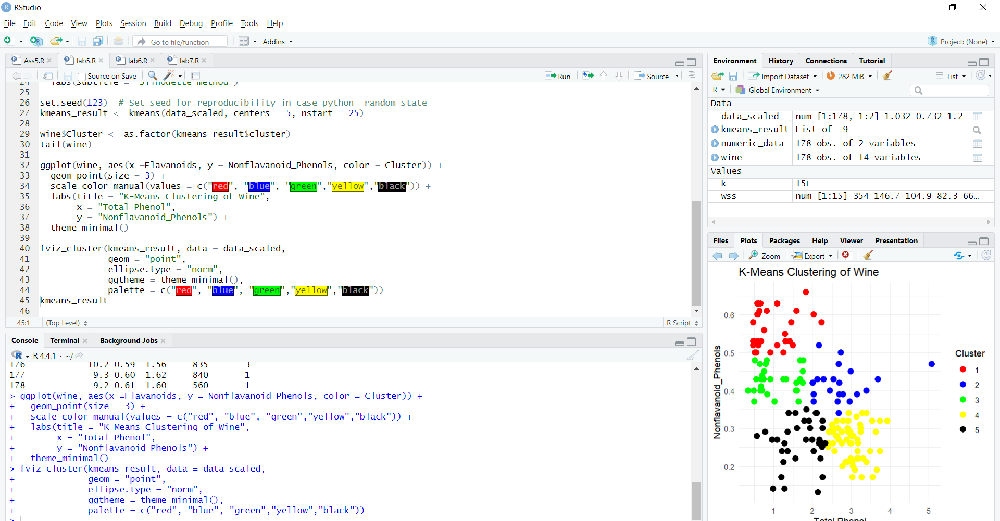 RStudio
File Edit Code View Plots Session Build Debug Profile Tools Help
Go to file/function Addins Project: (None)
Ass5.R lab5.R lab6.R lab7.R
Source on Save Run Source
24 labs(subtitle = "Silhouette method")
25
26 set.seed(123)  # Set seed for reproducibility in case python- random_state
27 kmeans_result <- kmeans(data_scaled, centers = 5, nstart = 25)
28
29 wine$Cluster <- as.factor(kmeans_result$cluster)
30 tail(wine)
31
32 ggplot(wine, aes(x =Flavanoids, y = Nonflavanoid_Phenols, color = Cluster)) +
33   geom_point(size = 3) +
34   scale_color_manual(values = c("red", "blue", "green","yellow","black")) +
35   labs(title = "K-Means Clustering of Wine",
36        x = "Total Phenol",
37        y = "Nonflavanoid_Phenols") +
38   theme_minimal()
39
40 fviz_cluster(kmeans_result, data = data_scaled,
41              geom = "point",
42              ellipse.type = "norm",
43              ggtheme = theme_minimal(),
44              palette = c("red", "blue", "green","yellow","black"))
45 kmeans_result
46
45:1 (Top Level) R Script
Console Terminal Background Jobs
R 4.4.1 · ~/
176 10.2 0.59 1.56 835 3
177 9.3 0.60 1.62 840 1
178 9.2 0.61 1.60 560 1
> ggplot(wine, aes(x =Flavanoids, y = Nonflavanoid_Phenols, color = Cluster)) +
+   geom_point(size = 3) +
+   scale_color_manual(values = c("red", "blue", "green","yellow","black")) +
+   labs(title = "K-Means Clustering of Wine",
+        x = "Total Phenol",
+        y = "Nonflavanoid_Phenols") +
+   theme_minimal()
> fviz_cluster(kmeans_result, data = data_scaled,
+              geom = "point",
+              ellipse.type = "norm",
+              ggtheme = theme_minimal(),
+              palette = c("red", "blue", "green","yellow","black"))
>
Environment History Connections Tutorial
Import Dataset 282 MiB List
R Global Environment
Data
data_scaled num [1:178, 1:2] 1.032 0.732 1.2…
kmeans_result List of 9
numeric_data 178 obs. of 2 variables
wine 178 obs. of 14 variables
Values
k 15L
wss num [1:15] 354 146.7 104.9 82.3 66…
Files Plots Packages Help Viewer Presentation
Zoom Export
K-Means Clustering of Wine
Nonflavanoid_Phenols
0.6
0.5
0.4
0.3
0.2
1 2 3 4 5
Total Phenol
Cluster
1
2
3
4
5